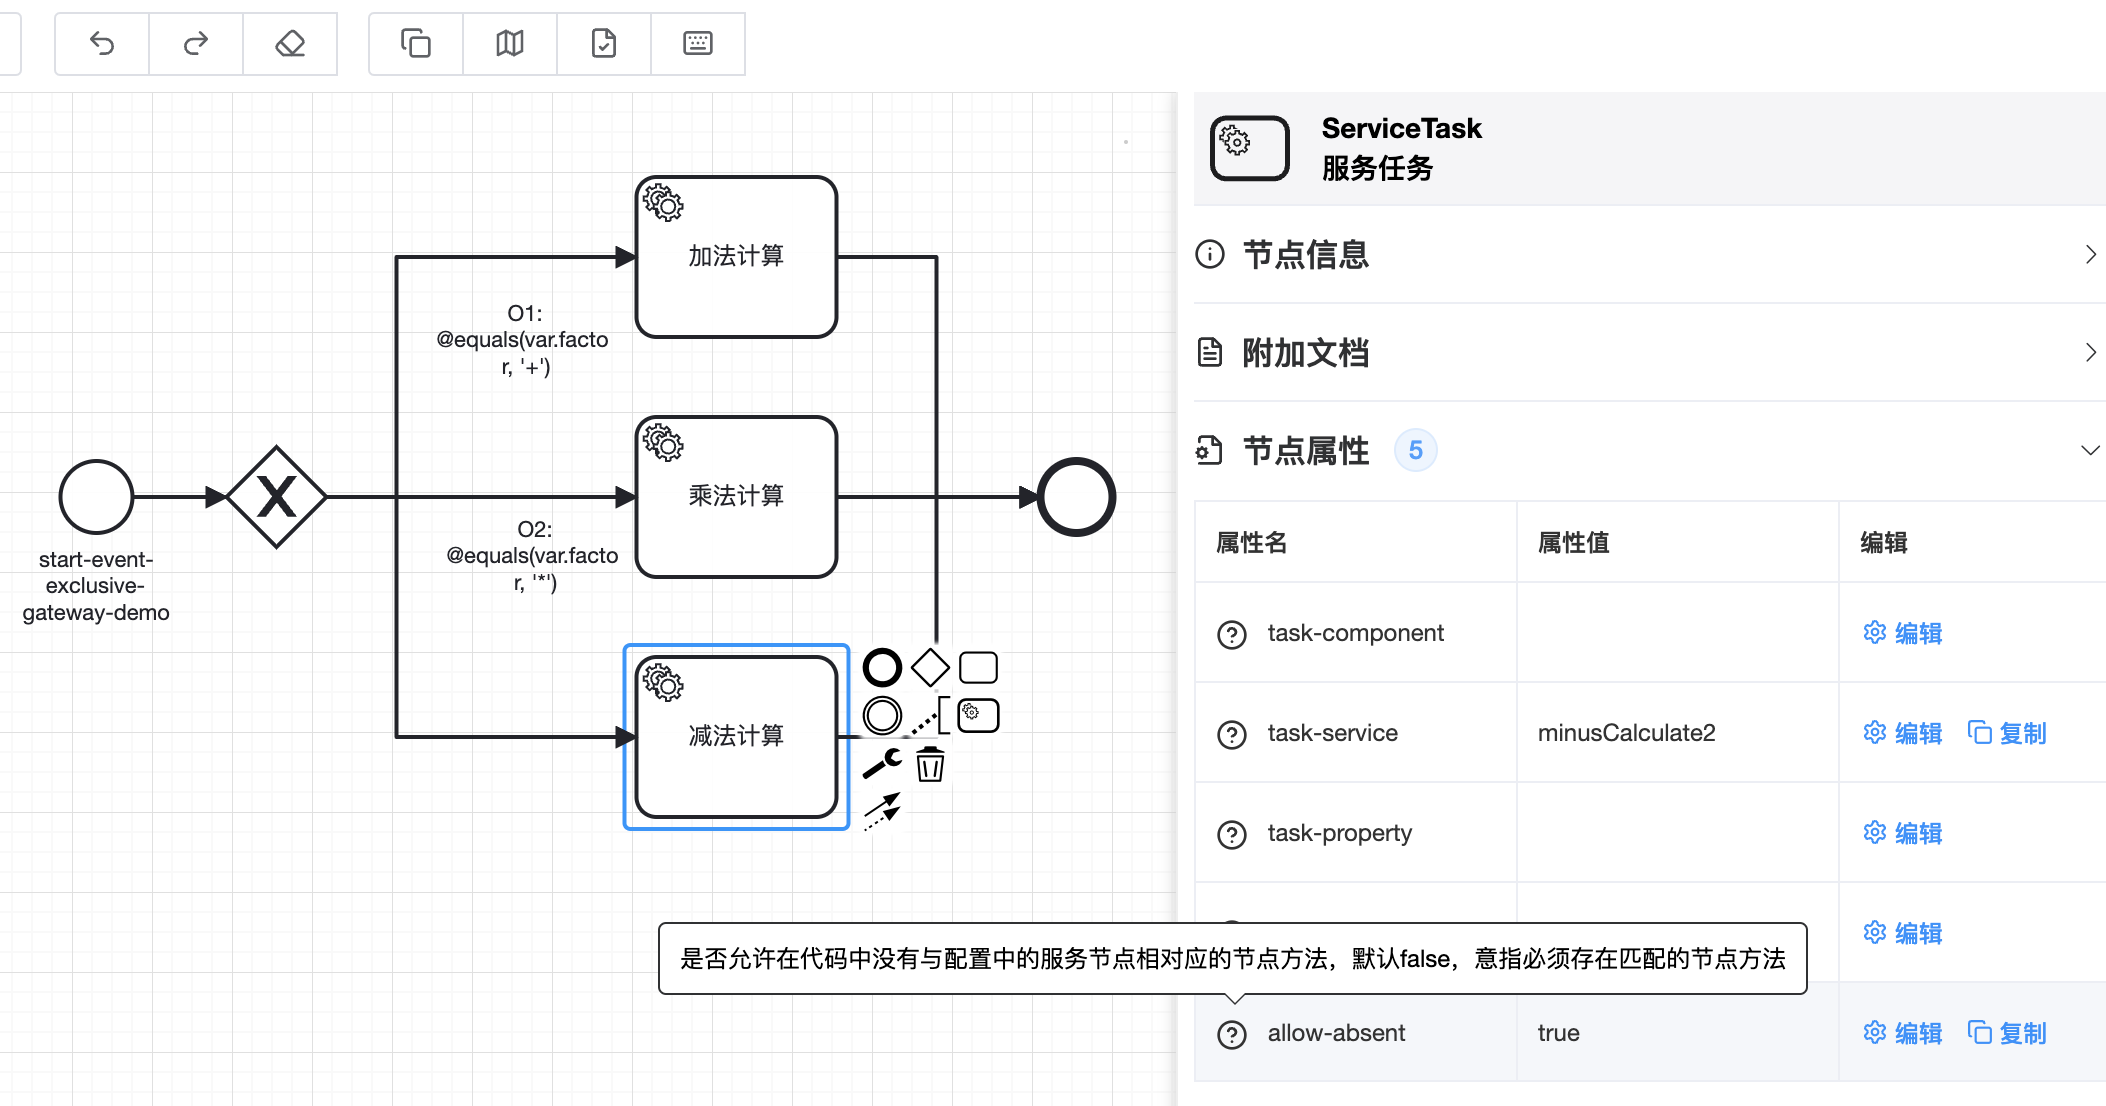 ServiceTask
服务任务
节点信息
附加文档
节点属性 5
属性名 属性值 编辑
task-component 编辑
task-service minusCalculate2 编辑 复制
task-property 编辑
编辑
是否允许在代码中没有与配置中的服务节点相对应的节点方法，默认false，意指必须存在匹配的节点方法
allow-absent true 编辑 复制
加法计算
O1:
@equals(var.facto
r, '+')
乘法计算
X
start-event-
exclusive-
gateway-demo
O2:
@equals(var.facto
r, '*')
减法计算